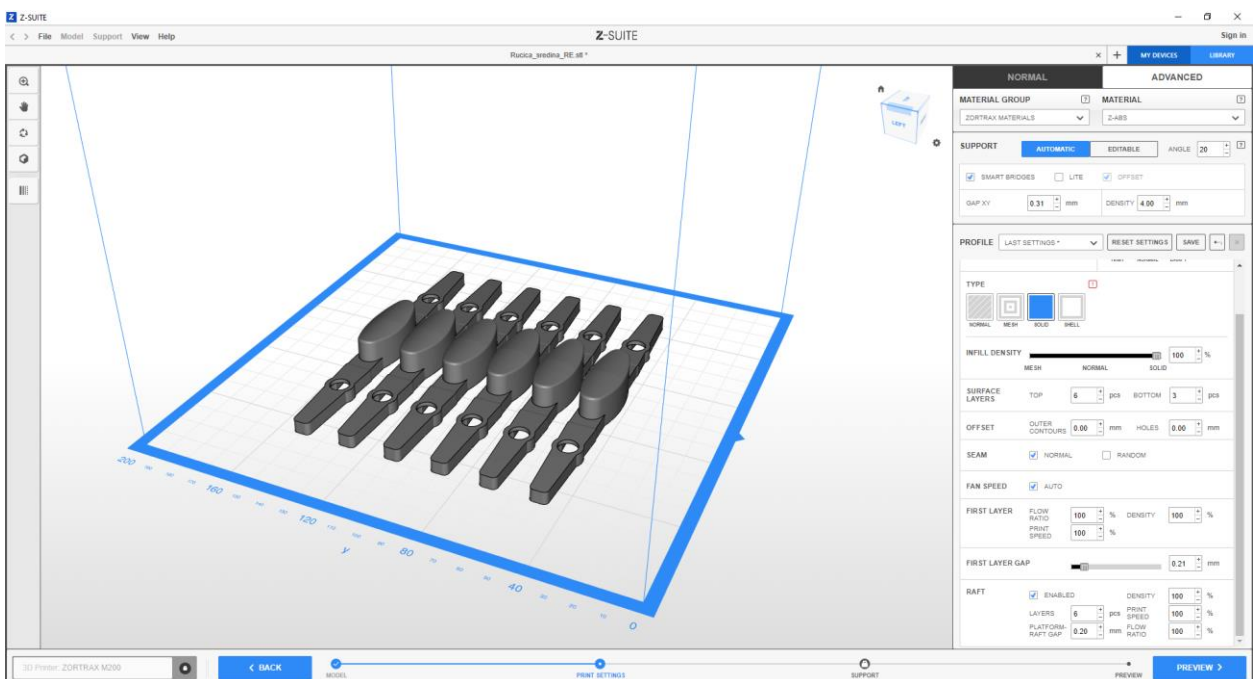 Z Z-SUITE
< > File Model Support View Help
Z-SUITE
Sign in
Rucica_sredina_RE.stl *
× +
MY DEVICES
LIBRARY
NORMAL
ADVANCED
MATERIAL GROUP ?
MATERIAL ?
ZORTRAX MATERIALS
Z-ABS
SUPPORT
AUTOMATIC
EDITABLE
ANGLE 20 ?
SMART BRIDGES
LITE
OFFSET
GAP XY 0.31 mm
DENSITY 4.00 mm
PROFILE
LAST SETTINGS *
RESET SETTINGS
SAVE
TYPE
NORMAL MESH SOLID SHELL
INFILL DENSITY 100 %
MESH NORMAL SOLID
SURFACE LAYERS TOP 6 pcs BOTTOM 3 pcs
OFFSET OUTER CONTOURS 0.00 mm HOLES 0.00 mm
SEAM NORMAL RANDOM
FAN SPEED AUTO
FIRST LAYER FLOW RATIO 100 % DENSITY 100 %
PRINT SPEED 100 %
FIRST LAYER GAP 0.21 mm
RAFT ENABLED DENSITY 100 %
LAYERS 6 pcs PRINT SPEED 100 %
PLATFORM-RAFT GAP 0.20 mm FLOW RATIO 100 %
LEFT
200
160
120
y
80
40
0
3D Printer: ZORTRAX M200
< BACK
MODEL
PRINT SETTINGS
SUPPORT
PREVIEW
PREVIEW >